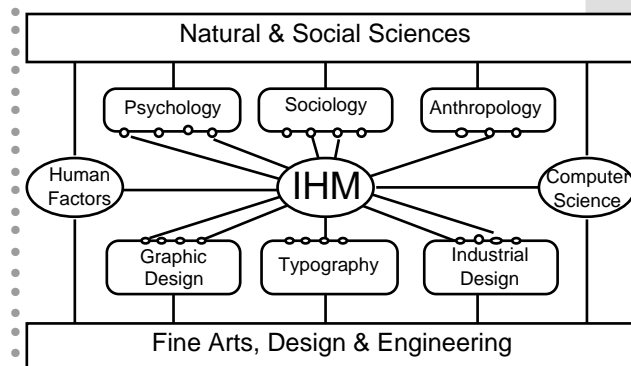 Natural & Social Sciences
Psychology
Sociology
Anthropology
Human
Factors
IHM
Computer
Science
Graphic
Design
Typography
Industrial
Design
Fine Arts, Design & Engineering